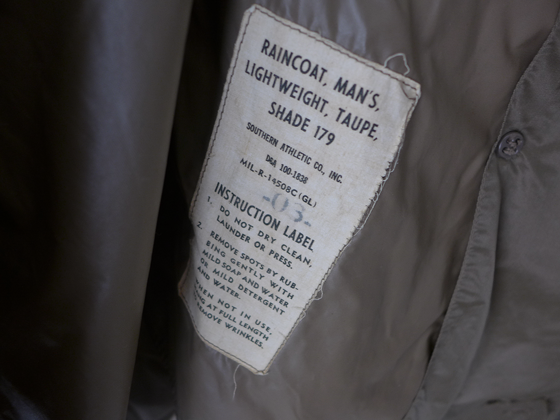 RAINCOAT, MAN'S,
LIGHTWEIGHT, TAUPE,
SHADE 179
SOUTHERN ATHLETIC CO., INC.
DSA 100-1838
MIL-R-14508C (GL)
-03-
INSTRUCTION LABEL
1. DO NOT DRY CLEAN,
LAUNDER OR PRESS.
2. REMOVE SPOTS BY RUB-
BING GENTLY WITH
MILD SOAP AND WATER
OR MILD DETERGENT
AND WATER.
WHEN NOT IN USE,
AT FULL LENGTH
REMOVE WRINKLES.